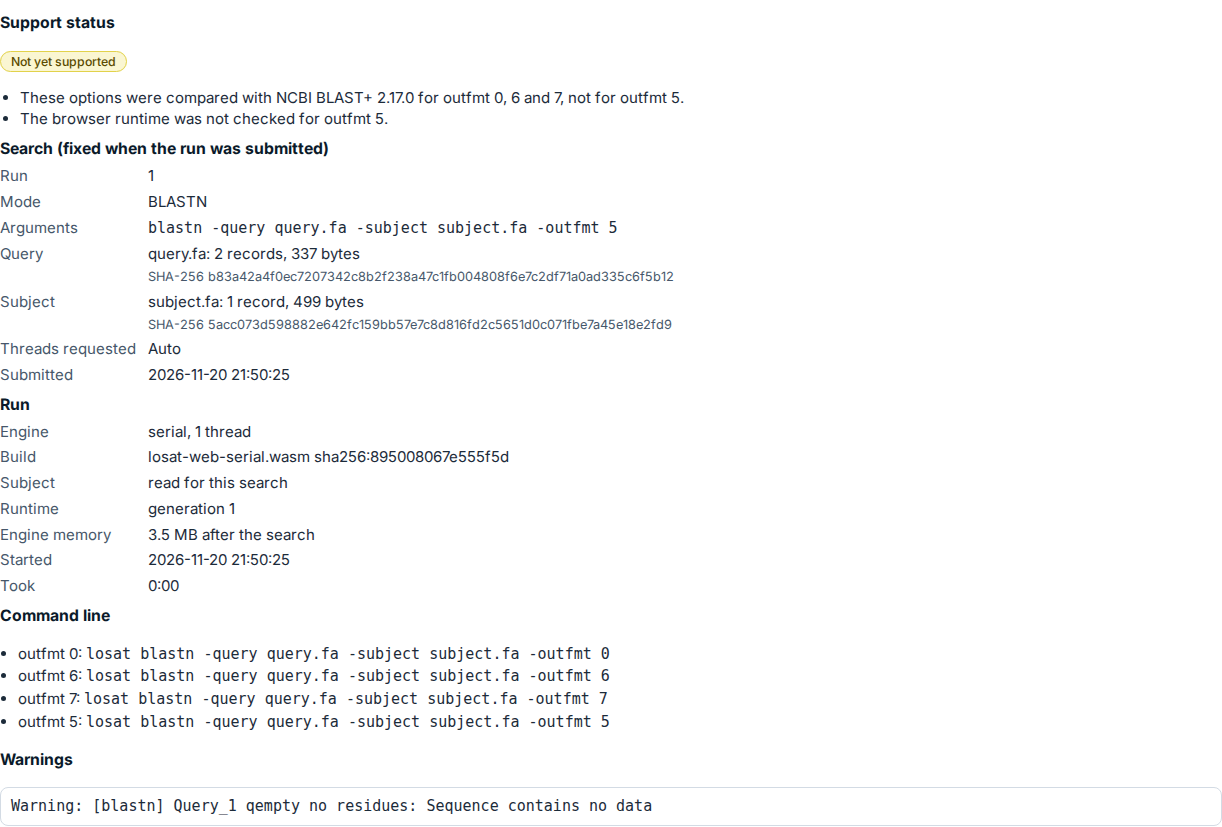 Support status
Not yet supported
• These options were compared with NCBI BLAST+ 2.17.0 for outfmt 0, 6 and 7, not for outfmt 5.
• The browser runtime was not checked for outfmt 5.
Search (fixed when the run was submitted)
Run 1
Mode BLASTN
Arguments blastn -query query.fa -subject subject.fa -outfmt 5
Query query.fa: 2 records, 337 bytes
SHA-256 b83a42a4f0ec7207342c8b2f238a47c1fb004808f6e7c2df71a0ad335c6f5b12
Subject subject.fa: 1 record, 499 bytes
SHA-256 5acc073d598882e642fc159bb57e7c8d816fd2c5651d0c071fbe7a45e18e2fd9
Threads requested Auto
Submitted 2026-11-20 21:50:25
Run
Engine serial, 1 thread
Build losat-web-serial.wasm sha256:895008067e555f5d
Subject read for this search
Runtime generation 1
Engine memory 3.5 MB after the search
Started 2026-11-20 21:50:25
Took 0:00
Command line
• outfmt 0: losat blastn -query query.fa -subject subject.fa -outfmt 0
• outfmt 6: losat blastn -query query.fa -subject subject.fa -outfmt 6
• outfmt 7: losat blastn -query query.fa -subject subject.fa -outfmt 7
• outfmt 5: losat blastn -query query.fa -subject subject.fa -outfmt 5
Warnings
Warning: [blastn] Query_1 qempty no residues: Sequence contains no data